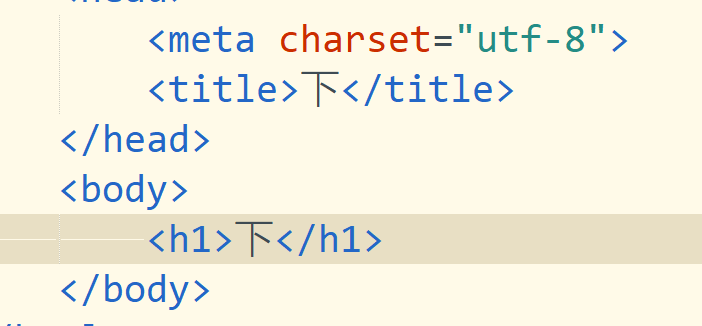 <meta charset="utf-8">
<title>下</title>
</head>
<body>
<h1>下</h1>
</body>